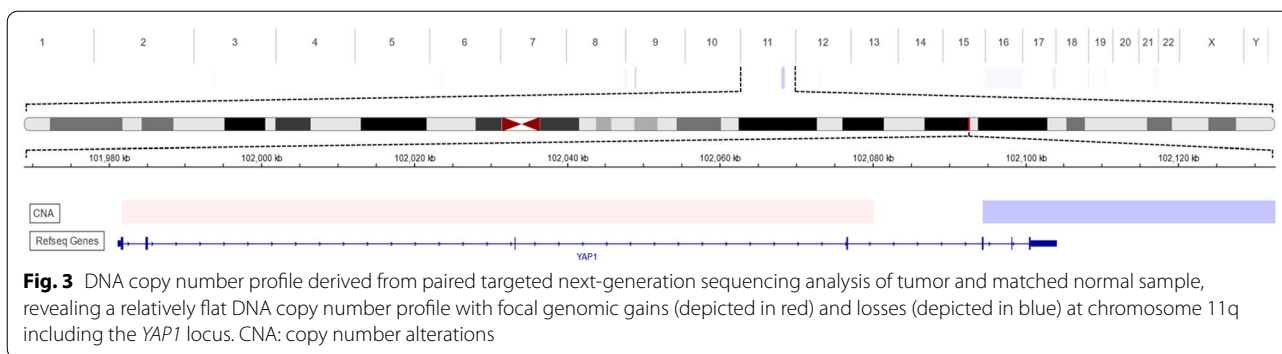 1 2 3 4 5 6 7 8 9 10 11 12 13 14 15 16 17 18 19 20 21 22 X Y
101,980 kb 102,000 kb 102,020 kb 102,040 kb 102,060 kb 102,080 kb 102,100 kb 102,120 kb
CNA
Refseq Genes
YAP1
Fig. 3 DNA copy number profile derived from paired targeted next-generation sequencing analysis of tumor and matched normal sample,
revealing a relatively flat DNA copy number profile with focal genomic gains (depicted in red) and losses (depicted in blue) at chromosome 11q
including the YAP1 locus. CNA: copy number alterations